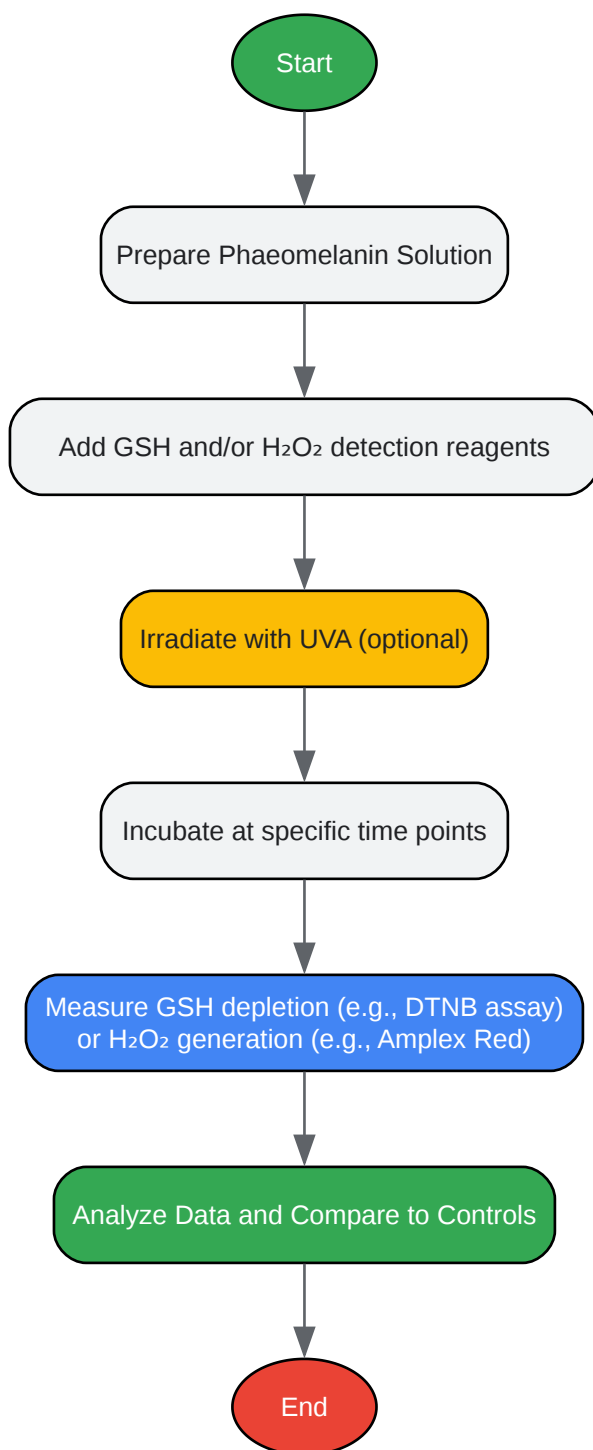 Start
Prepare Phaeomelanin Solution
Add GSH and/or H₂O₂ detection reagents
Irradiate with UVA (optional)
Incubate at specific time points
Measure GSH depletion (e.g., DTNB assay)
or H₂O₂ generation (e.g., Amplex Red)
Analyze Data and Compare to Controls
End